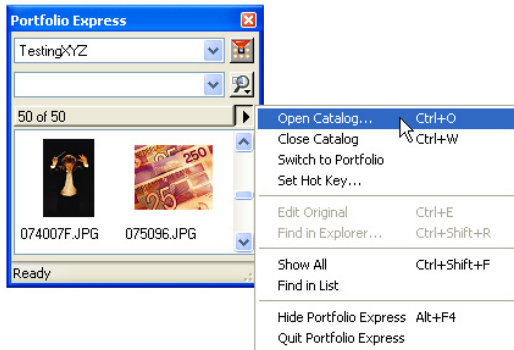 Portfolio Express
TestingXYZ
50 of 50
250
25
074007F.JPG 075096.JPG
Ready
Open Catalog... Ctrl+O
Close Catalog Ctrl+W
Switch to Portfolio
Set Hot Key...
Edit Original Ctrl+E
Find in Explorer... Ctrl+Shift+R
Show All Ctrl+Shift+F
Find in List
Hide Portfolio Express Alt+F4
Quit Portfolio Express